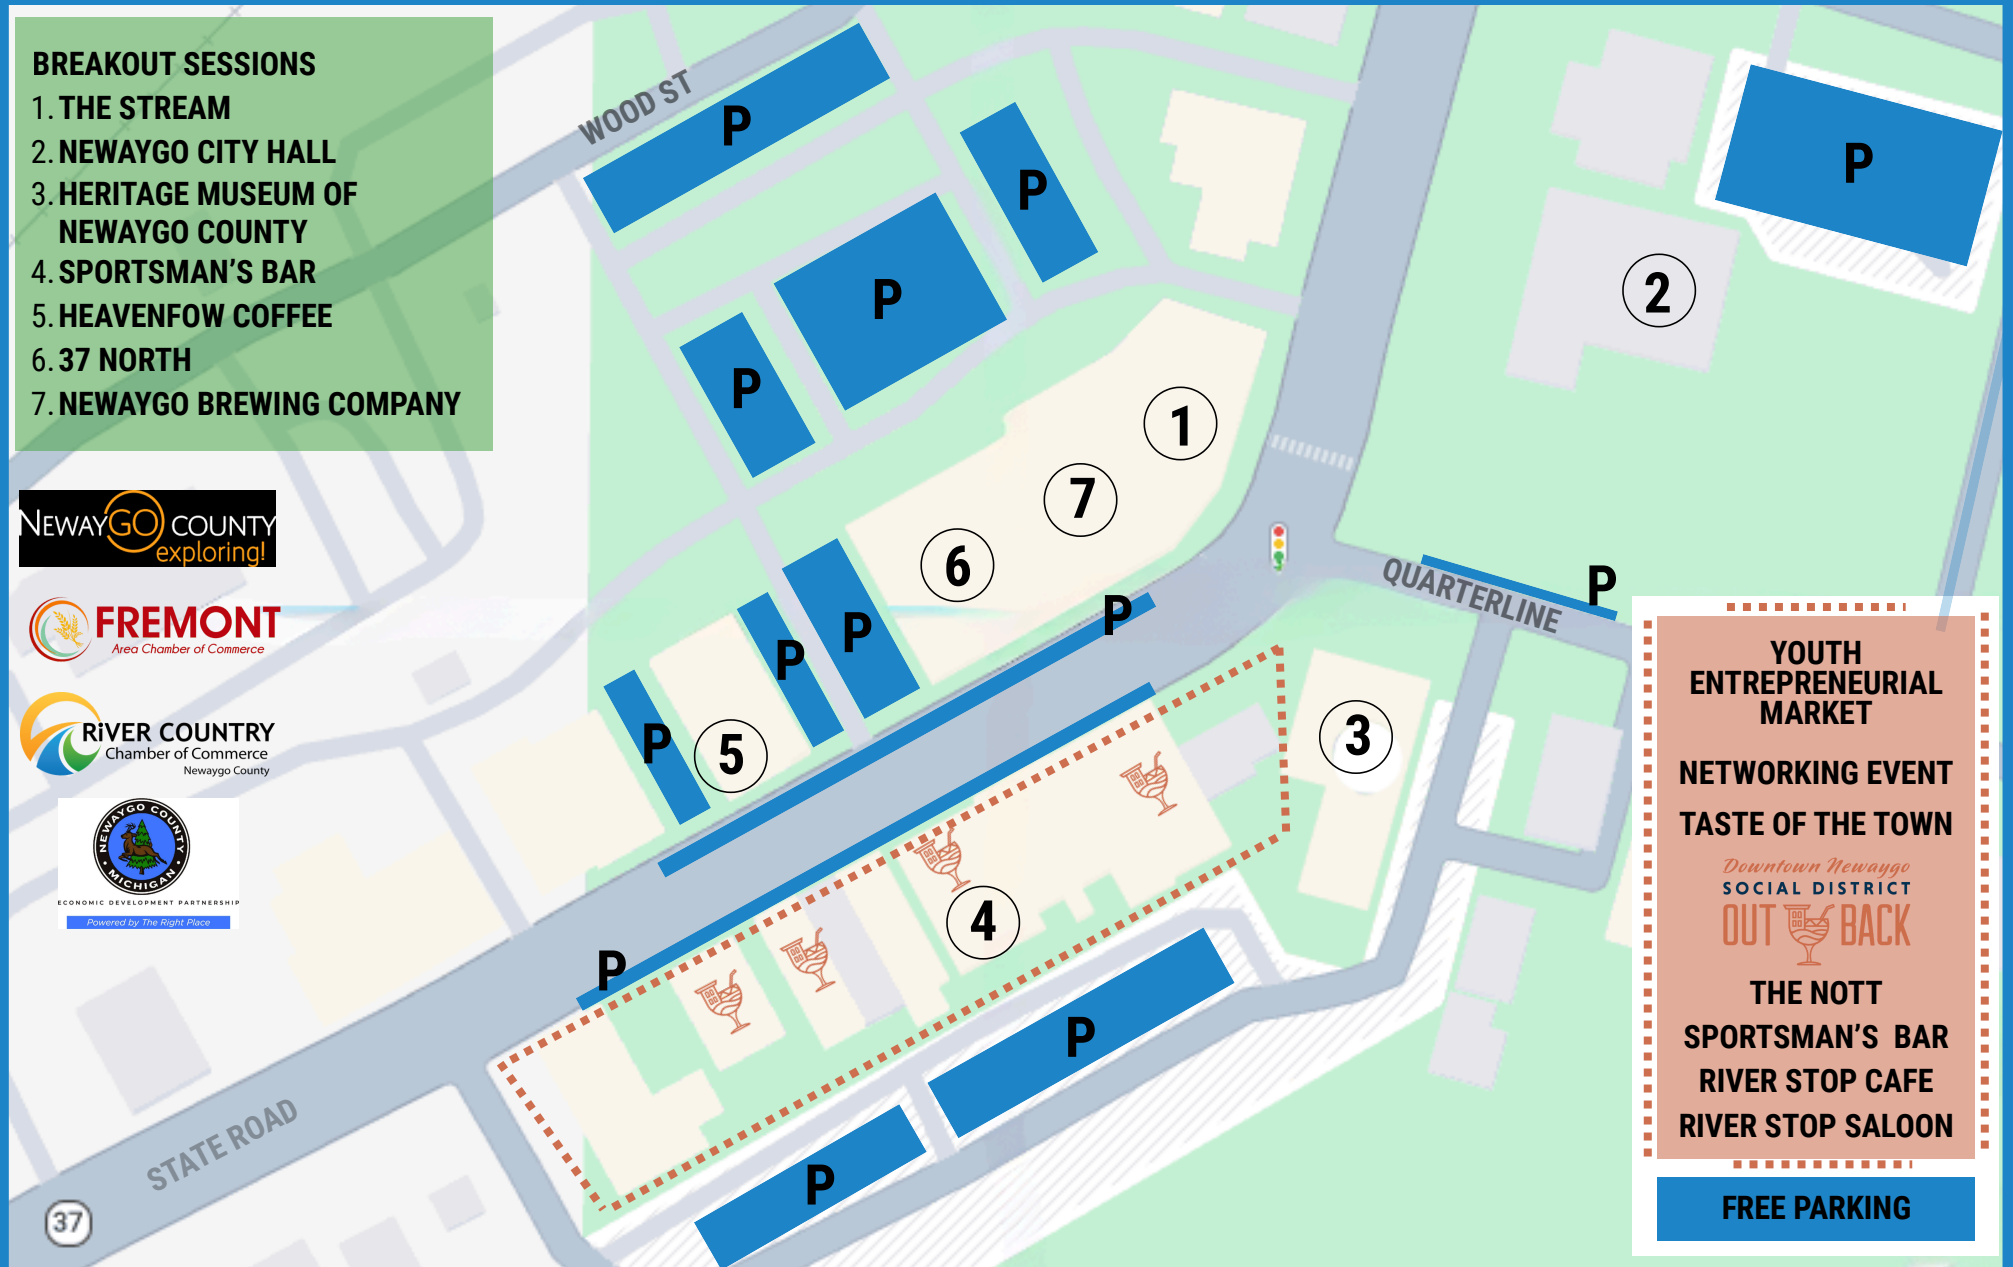 BREAKOUT SESSIONS
1. THE STREAM
2. NEWAYGO CITY HALL
3. HERITAGE MUSEUM OF
NEWAYGO COUNTY
4. SPORTSMAN'S BAR
5. HEAVENFOW COFFEE
6. 37 NORTH
7. NEWAYGO BREWING COMPANY
NEWAYGO COUNTY
exploring!
FREMONT
Area Chamber of Commerce
RiVER COUNTRY
Chamber of Commerce
Newaygo County
NEWAYGO COUNTY
MICHIGAN
ECONOMIC DEVELOPMENT PARTNERSHIP
Powered by The Right Place
WOOD ST
P
P
P
P
P
2
1
7
6
P
P
P
P
5
QUARTERLINE
P
3
4
P
P
P
STATE ROAD
37
YOUTH
ENTREPRENEURIAL
MARKET
NETWORKING EVENT
TASTE OF THE TOWN
Downtown Newaygo
SOCIAL DISTRICT
OUT BACK
THE NOTT
SPORTSMAN'S BAR
RIVER STOP CAFE
RIVER STOP SALOON
FREE PARKING